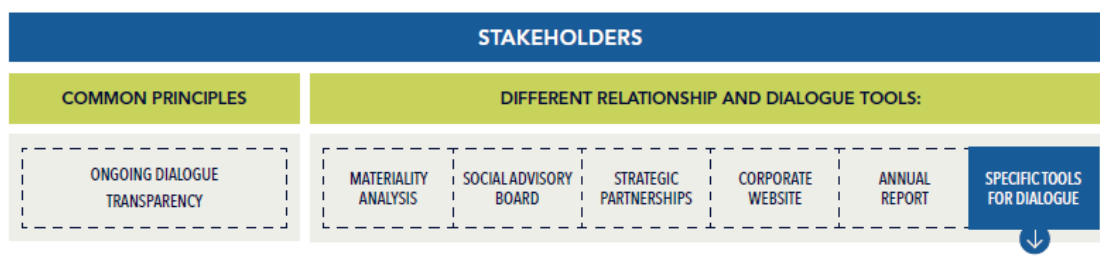 STAKEHOLDERS
COMMON PRINCIPLES
DIFFERENT RELATIONSHIP AND DIALOGUE TOOLS:
ONGOING DIALOGUE
TRANSPARENCY
MATERIALITY
ANALYSIS
SOCIAL ADVISORY
BOARD
STRATEGIC
PARTNERSHIPS
CORPORATE
WEBSITE
ANNUAL
REPORT
SPECIFIC TOOLS
FOR DIALOGUE